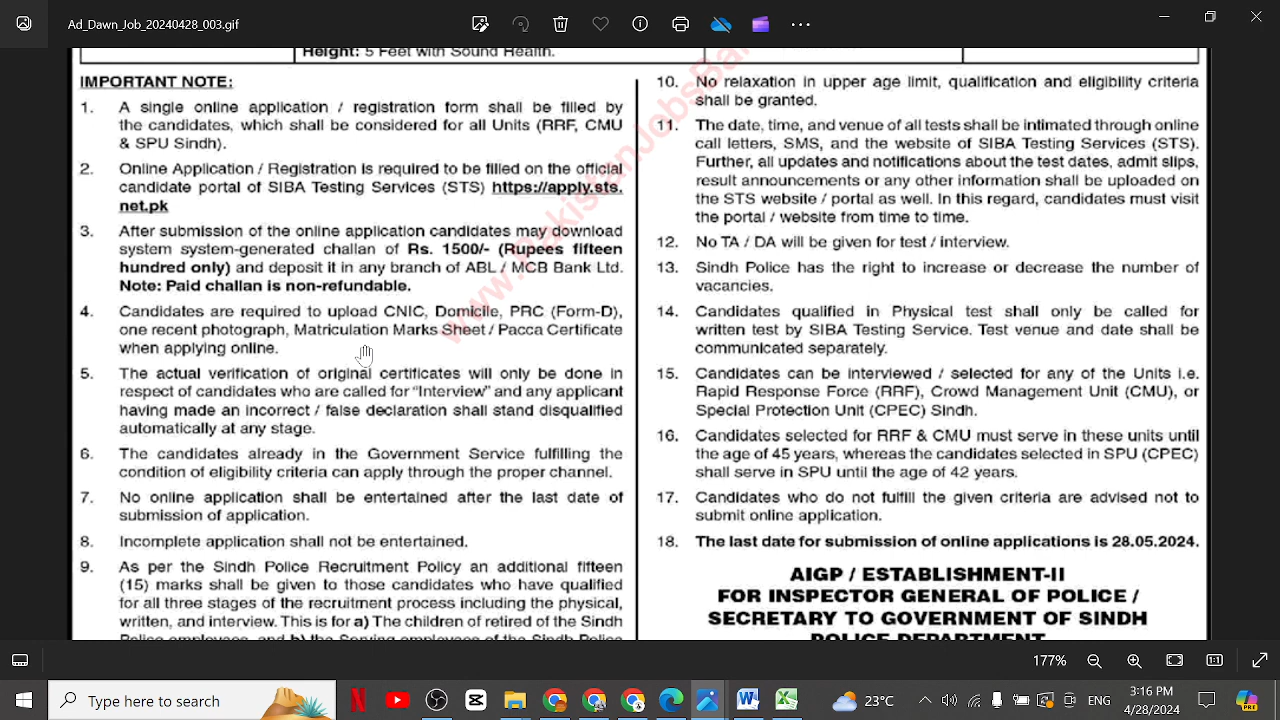 Ad_Dawn_Job_20240428_003.gif
Height: 5 Feet with Sound Health.
IMPORTANT NOTE:
1. A single online application / registration form shall be filled by
the candidates, which shall be considered for all Units (RRF, CMU
& SPU Sindh).
2. Online Application / Registration is required to be filled on the official
candidate portal of SIBA Testing Services (STS) https://apply.sts.
net.pk
3. After submission of the online application candidates may download
system system-generated challan of Rs. 1500/- (Rupees fifteen
hundred only) and deposit it in any branch of ABL / MCB Bank Ltd.
Note: Paid challan is non-refundable.
4. Candidates are required to upload CNIC, Domicile, PRC (Form-D),
one recent photograph, Matriculation Marks Sheet / Pacca Certificate
when applying online.
5. The actual verification of original certificates will only be done in
respect of candidates who are called for "Interview" and any applicant
having made an incorrect / false declaration shall stand disqualified
automatically at any stage.
6. The candidates already in the Government Service fulfilling the
condition of eligibility criteria can apply through the proper channel.
7. No online application shall be entertained after the last date of
submission of application.
8. Incomplete application shall not be entertained.
9. As per the Sindh Police Recruitment Policy an additional fifteen
(15) marks shall be given to those candidates who have qualified
for all three stages of the recruitment process including the physical,
written, and interview. This is for a) The children of retired of the Sindh
Police employees, and b) the Serving employees of the Sindh Police
10. No relaxation in upper age limit, qualification and eligibility criteria
shall be granted.
11. The date, time, and venue of all tests shall be intimated through online
call letters, SMS, and the website of SIBA Testing Services (STS).
Further, all updates and notifications about the test dates, admit slips,
result announcements or any other information shall be uploaded on
the STS website / portal as well. In this regard, candidates must visit
the portal / website from time to time.
12. No TA / DA will be given for test / interview.
13. Sindh Police has the right to increase or decrease the number of
vacancies.
14. Candidates qualified in Physical test shall only be called for
written test by SIBA Testing Service. Test venue and date shall be
communicated separately.
15. Candidates can be interviewed / selected for any of the Units i.e.
Rapid Response Force (RRF), Crowd Management Unit (CMU), or
Special Protection Unit (CPEC) Sindh.
16. Candidates selected for RRF & CMU must serve in these units until
the age of 45 years, whereas the candidates selected in SPU (CPEC)
shall serve in SPU until the age of 42 years.
17. Candidates who do not fulfill the given criteria are advised not to
submit online application.
18. The last date for submission of online applications is 28.05.2024.
AIGP / ESTABLISHMENT-II
FOR INSPECTOR GENERAL OF POLICE /
SECRETARY TO GOVERNMENT OF SINDH
POLICE DEPARTMENT
www.PakistanJobsBa
177%
1:1
Type here to search
23°C
ENG
3:16 PM
4/28/2024
PRE